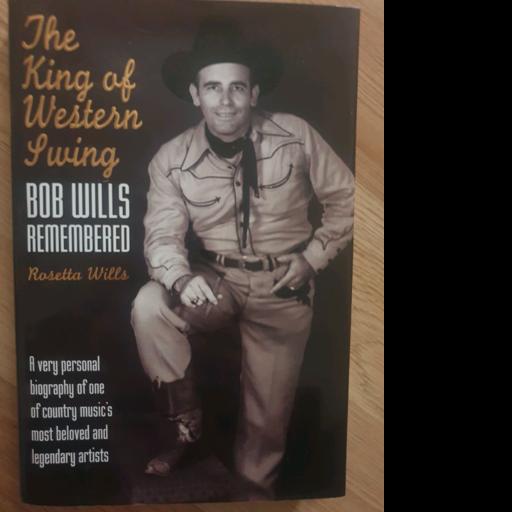 The
King of
Western
Swing
BOB WILLS
REMEMBERED
Rosetta Wills
A very personal
biography of one
of country music's
most beloved and
legendary artists